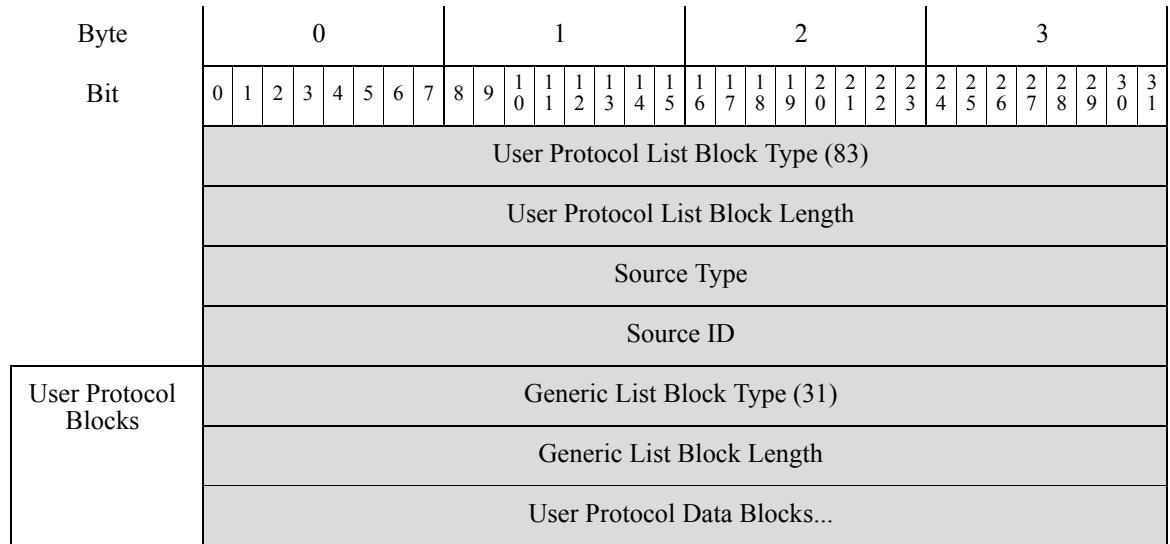 Byte 0 1 2 3
Bit 0 1 2 3 4 5 6 7 8 9 10 11 12 13 14 15 16 17 18 19 20 21 22 23 24 25 26 27 28 29 30 31
User Protocol List Block Type (83)
User Protocol List Block Length
Source Type
Source ID
User Protocol
Blocks
Generic List Block Type (31)
Generic List Block Length
User Protocol Data Blocks...